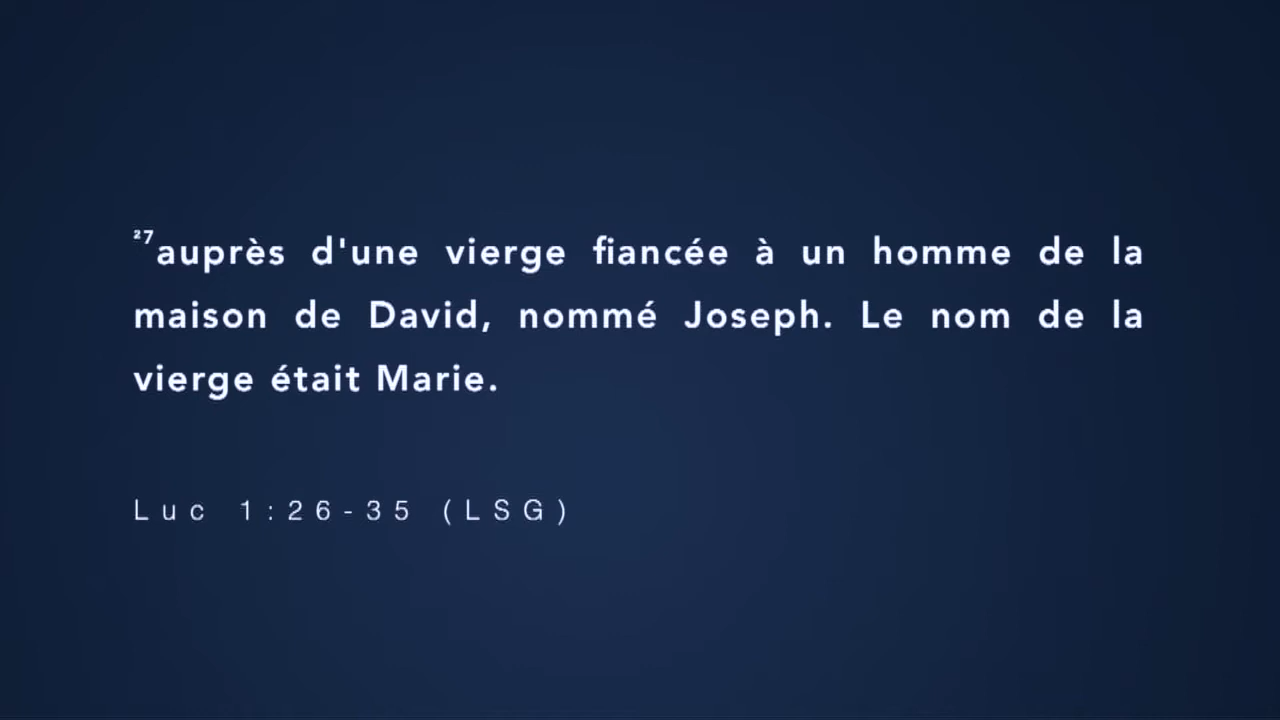 ²⁷auprès d'une vierge fiancée à un homme de la
maison de David, nommé Joseph. Le nom de la
vierge était Marie.
Luc 1:26-35 (LSG)